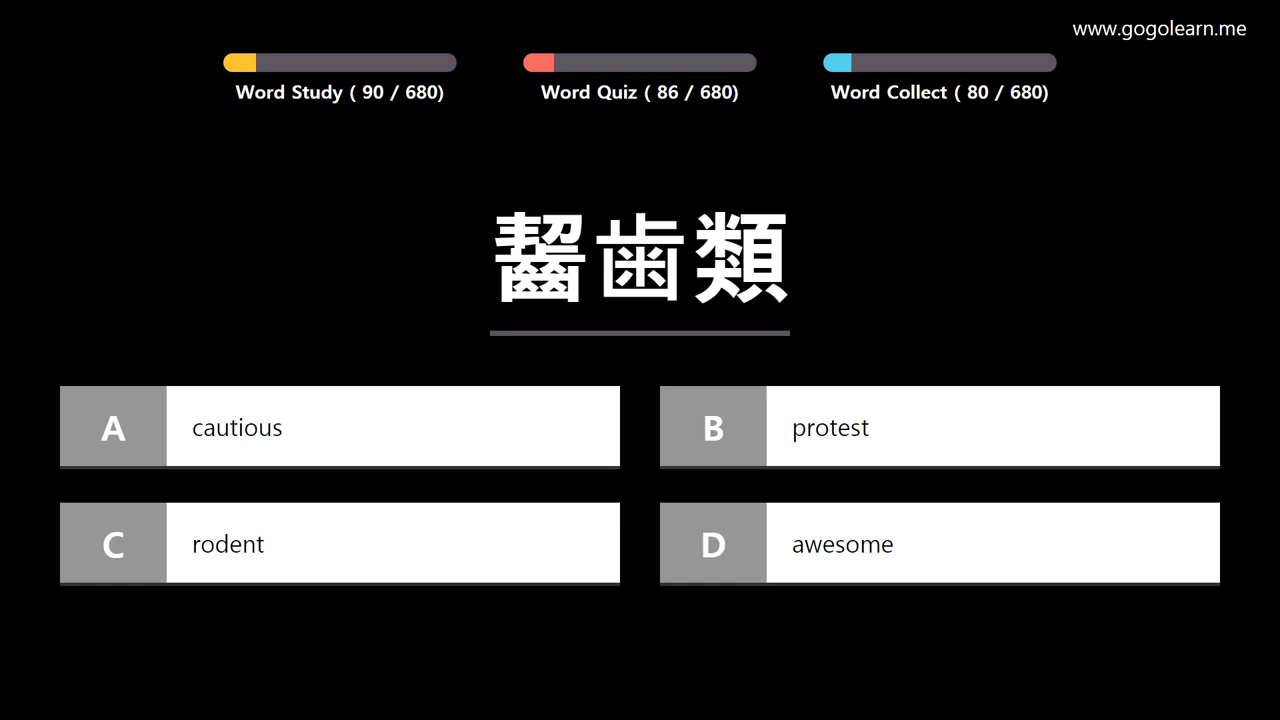 www.gogolearn.me
Word Study ( 90 / 680)
Word Quiz ( 86 / 680)
Word Collect ( 80 / 680)
齧歯類
A cautious
B protest
C rodent
D awesome